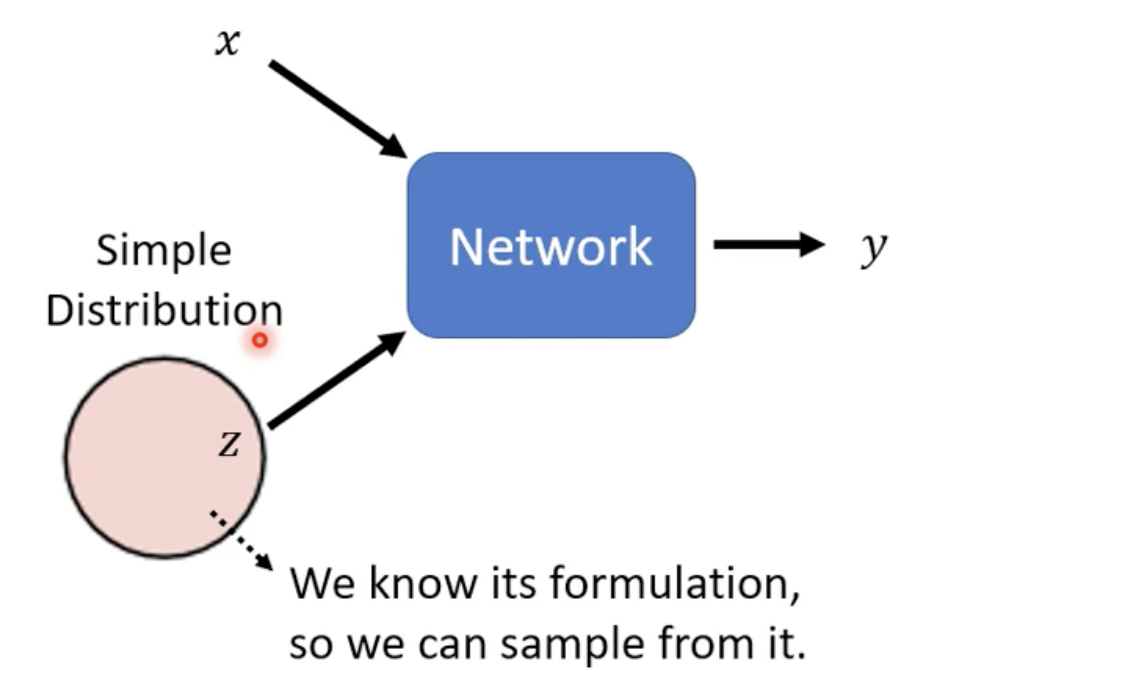 x
Network
y
Simple
Distribution
z
We know its formulation,
so we can sample from it.